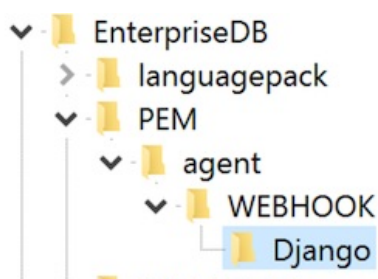 EnterpriseDB
languagepack
PEM
agent
WEBHOOK
Django